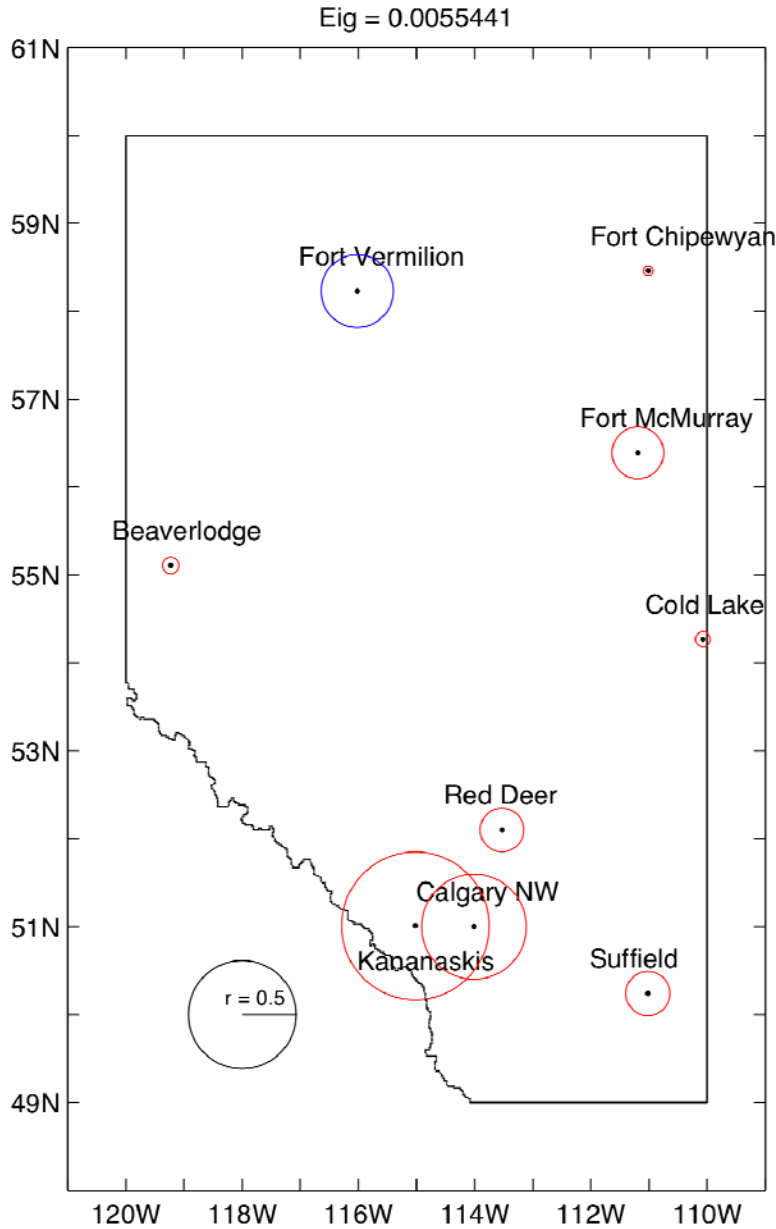 Eig = 0.0055441
61N
Fort Chipewyan
59N
Fort Vermilion
57N
Fort McMurray
Beaverlodge
55N
Cold Lake
53N
Red Deer
Calgary NW
51N
Kananaskis
Suffield
r = 0.5
49N
120W 118W 116W 114W 112W 110W